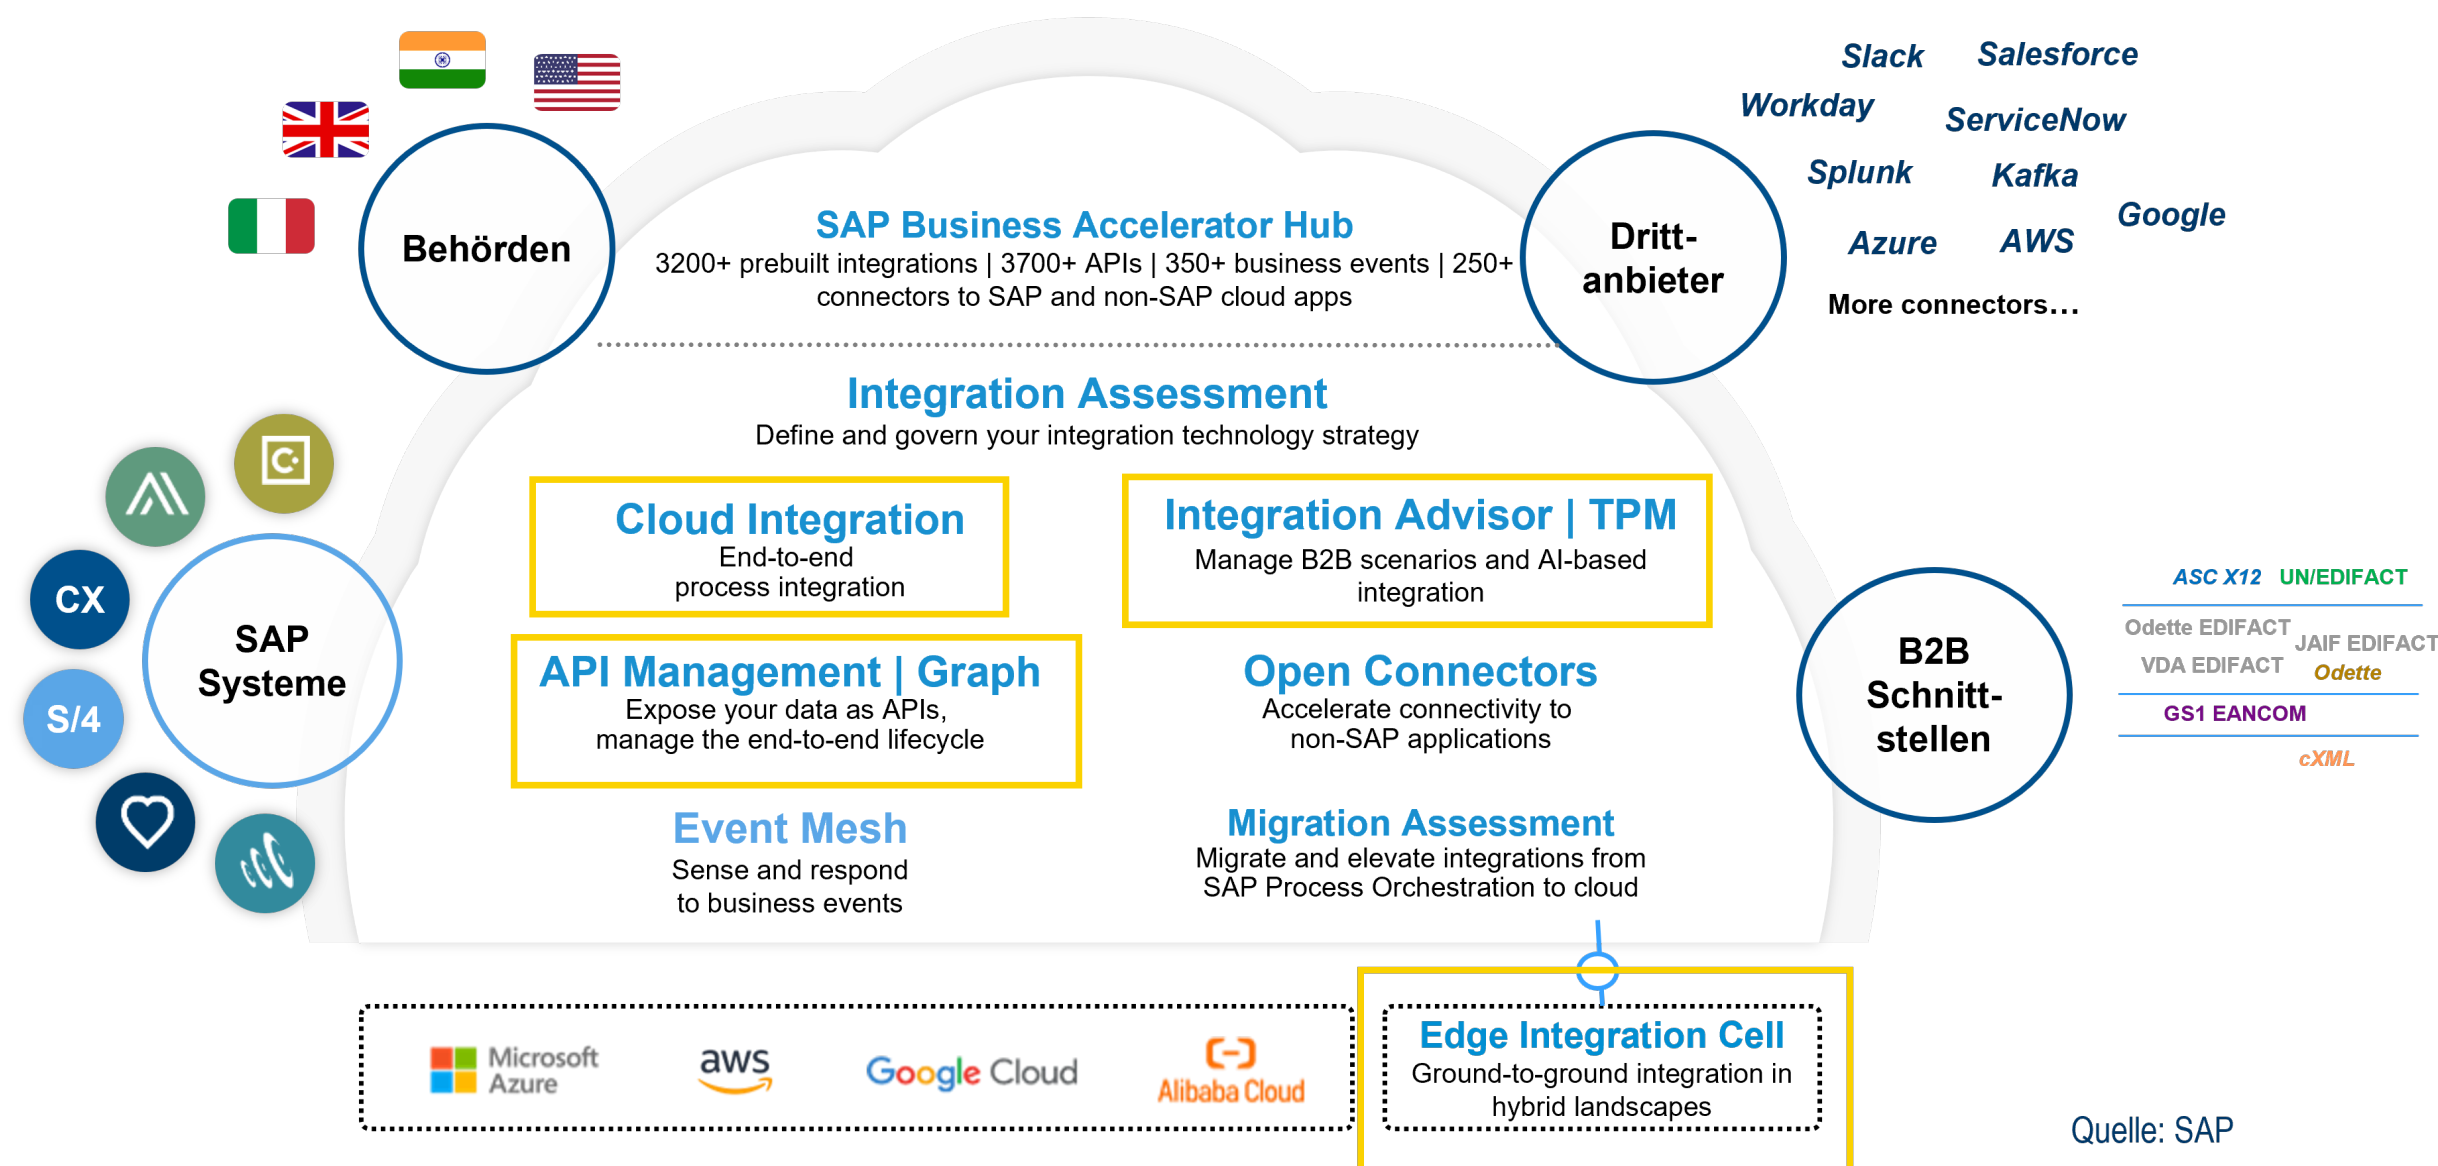 Behörden
SAP Business Accelerator Hub
3200+ prebuilt integrations | 3700+ APIs | 350+ business events | 250+
connectors to SAP and non-SAP cloud apps
Dritt-
anbieter
Slack
Salesforce
Workday
ServiceNow
Splunk
Kafka
Google
Azure
AWS
More connectors...
Integration Assessment
Define and govern your integration technology strategy
C
CX
S/4
SAP
Systeme
Cloud Integration
End-to-end
process integration
Integration Advisor | TPM
Manage B2B scenarios and AI-based
integration
API Management | Graph
Expose your data as APIs,
manage the end-to-end lifecycle
Open Connectors
Accelerate connectivity to
non-SAP applications
Event Mesh
Sense and respond
to business events
Migration Assessment
Migrate and elevate integrations from
SAP Process Orchestration to cloud
B2B
Schnitt-
stellen
ASC X12 UN/EDIFACT
Odette EDIFACT
JAIF EDIFACT
VDA EDIFACT
Odette
GS1 EANCOM
cXML
Microsoft
Azure
aws
Google Cloud
Alibaba Cloud
Edge Integration Cell
Ground-to-ground integration in
hybrid landscapes
Quelle: SAP